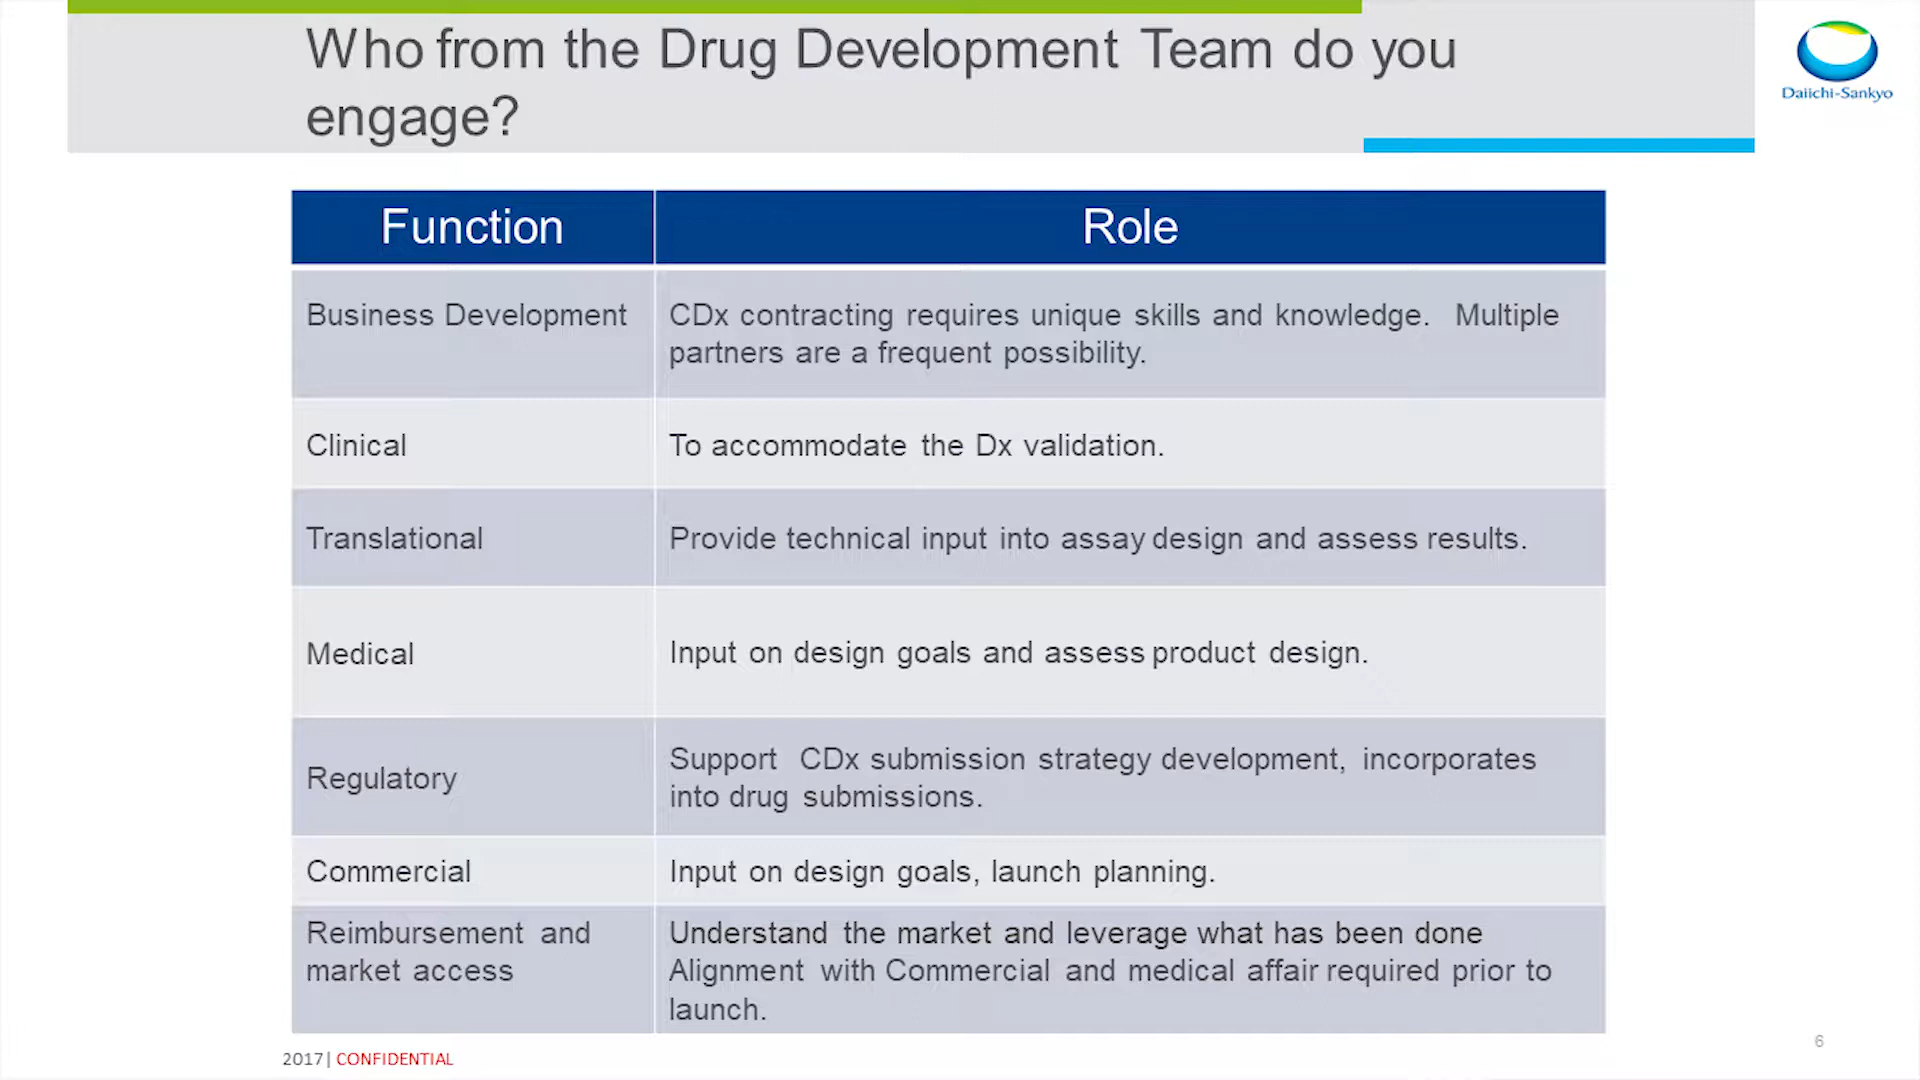 Who from the Drug Development Team do you
engage?
Daiichi-Sankyo
Function
Role
Business Development
CDx contracting requires unique skills and knowledge. Multiple
partners are a frequent possibility.
Clinical
To accommodate the Dx validation.
Translational
Provide technical input into assay design and assess results.
Medical
Input on design goals and assess product design.
Regulatory
Support CDx submission strategy development, incorporates
into drug submissions.
Commercial
Input on design goals, launch planning.
Reimbursement and
market access
Understand the market and leverage what has been done
Alignment with Commercial and medical affair required prior to
launch.
2017| CONFIDENTIAL
6